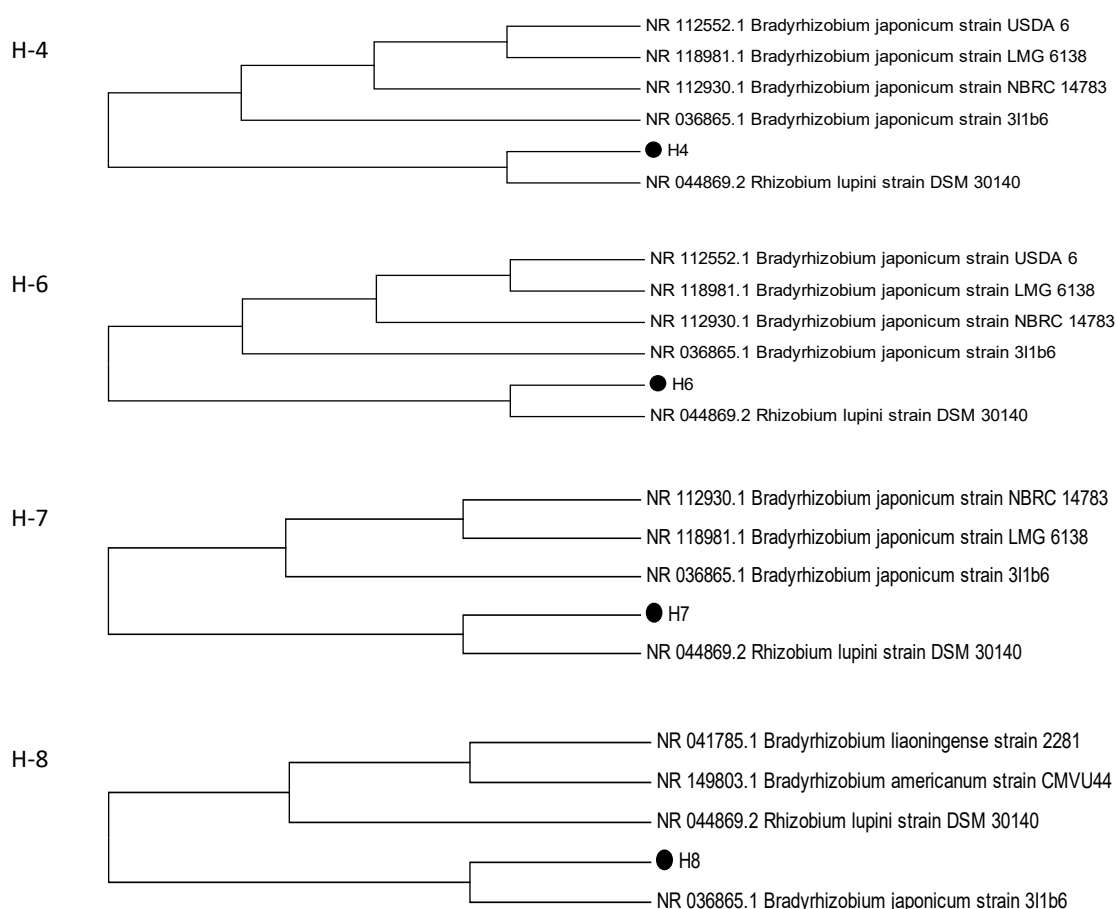 H-4
NR 112552.1 Bradyrhizobium japonicum strain USDA 6
NR 118981.1 Bradyrhizobium japonicum strain LMG 6138
NR 112930.1 Bradyrhizobium japonicum strain NBRC 14783
NR 036865.1 Bradyrhizobium japonicum strain 3I1b6
H4
NR 044869.2 Rhizobium lupini strain DSM 30140
H-6
NR 112552.1 Bradyrhizobium japonicum strain USDA 6
NR 118981.1 Bradyrhizobium japonicum strain LMG 6138
NR 112930.1 Bradyrhizobium japonicum strain NBRC 14783
NR 036865.1 Bradyrhizobium japonicum strain 3I1b6
H6
NR 044869.2 Rhizobium lupini strain DSM 30140
H-7
NR 112930.1 Bradyrhizobium japonicum strain NBRC 14783
NR 118981.1 Bradyrhizobium japonicum strain LMG 6138
NR 036865.1 Bradyrhizobium japonicum strain 3I1b6
H7
NR 044869.2 Rhizobium lupini strain DSM 30140
H-8
NR 041785.1 Bradyrhizobium liaoningense strain 2281
NR 149803.1 Bradyrhizobium americanum strain CMVU44
NR 044869.2 Rhizobium lupini strain DSM 30140
H8
NR 036865.1 Bradyrhizobium japonicum strain 3I1b6